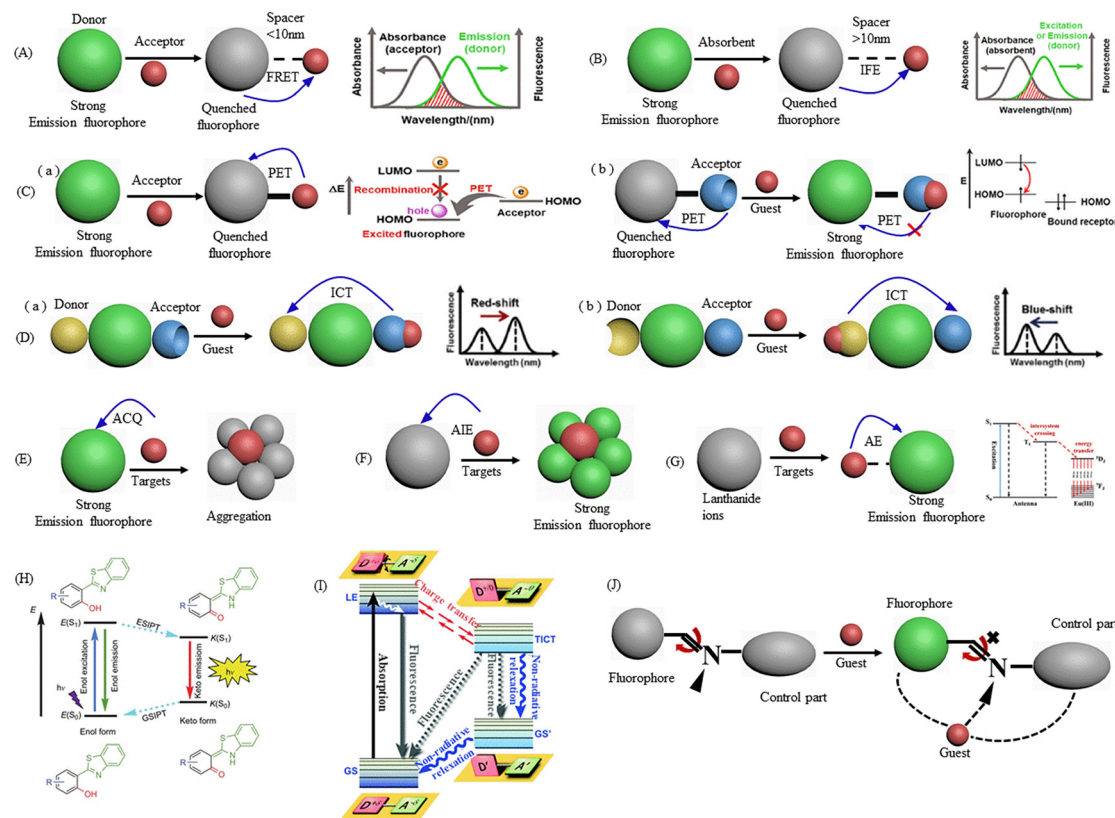 (A)
Donor
Strong
Emission fluorophore
Acceptor
Spacer
<10nm
FRET
Quenched
fluorophore
Absorbance
(acceptor)
Emission
(donor)
Absorbance
Fluorescence
Wavelength/(nm)
(B)
Strong
Emission fluorophore
Absorbent
Spacer
>10nm
IFE
Quenched
fluorophore
Absorbance
(absorbent)
Excitation
or Emission
(donor)
Absorbance
Fluorescence
Wavelength/(nm)
(C)
(a)
Strong
Emission fluorophore
Acceptor
PET
Quenched
fluorophore
ΔE
LUMO
e
Recombination
PET
e
hole
HOMO
HOMO
Acceptor
Excited fluorophore
(b)
Acceptor
PET
Quenched
fluorophore
Guest
PET
Strong
Emission fluorophore
E
LUMO
HOMO
HOMO
Fluorophore
Bound receptor
(D)
(a)
Donor
Acceptor
Guest
ICT
Red-shift
Fluorescence
Wavelength (nm)
(b)
Donor
Acceptor
Guest
ICT
Blue-shift
Fluorescence
Wavelength (nm)
(E)
ACQ
Strong
Emission fluorophore
Targets
Aggregation
(F)
AIE
Targets
Strong
Emission fluorophore
(G)
Lanthanide
ions
Targets
AE
Strong
Emission fluorophore
S₁
intersystem
crossing
T₁
energy
transfer
Excitation
S₀
Antenna
Eu(III)
(H)
S
N
R
OH
S
N
H
R
O
E
E(S₁)
ESIPT
K(S₁)
Enol excitation
Enol emission
Keto emission
hν
hν
E(S₀)
GSIPT
K(S₀)
Enol form
Keto form
S
N
R
OH
S
N
H
R
O
(I)
LE
Charge transfer
TICT
Absorption
Fluorescence
Fluorescence
Fluorescence
Non-radiative
relaxation
Non-radiative
relaxation
GS
GS'
D'
A'
(J)
Fluorophore
N
Control part
Guest
Fluorophore
N
Control part
Guest